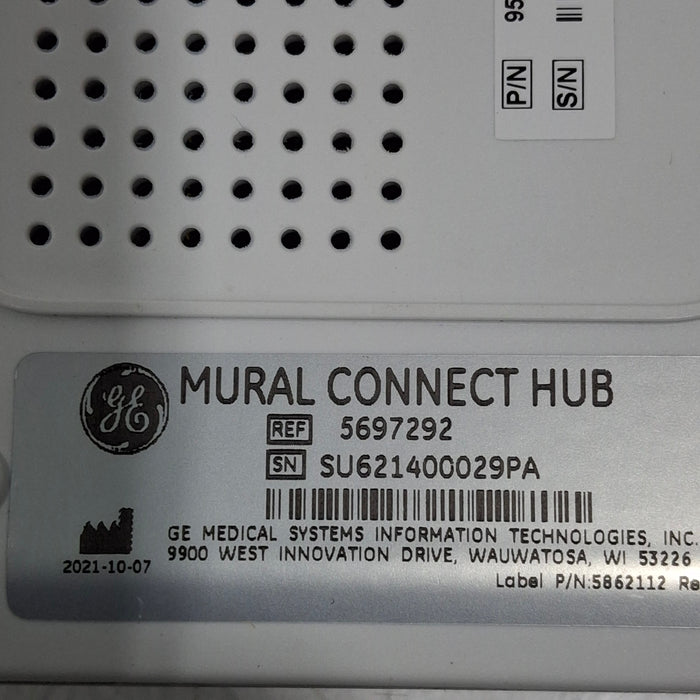 P/N 95
S/N
GE MURAL CONNECT HUB
REF 5697292
SN SU621400029PA
GE MEDICAL SYSTEMS INFORMATION TECHNOLOGIES, INC.
9900 WEST INNOVATION DRIVE, WAUWATOSA, WI 53226
2021-10-07
Label P/N:5862112 Re